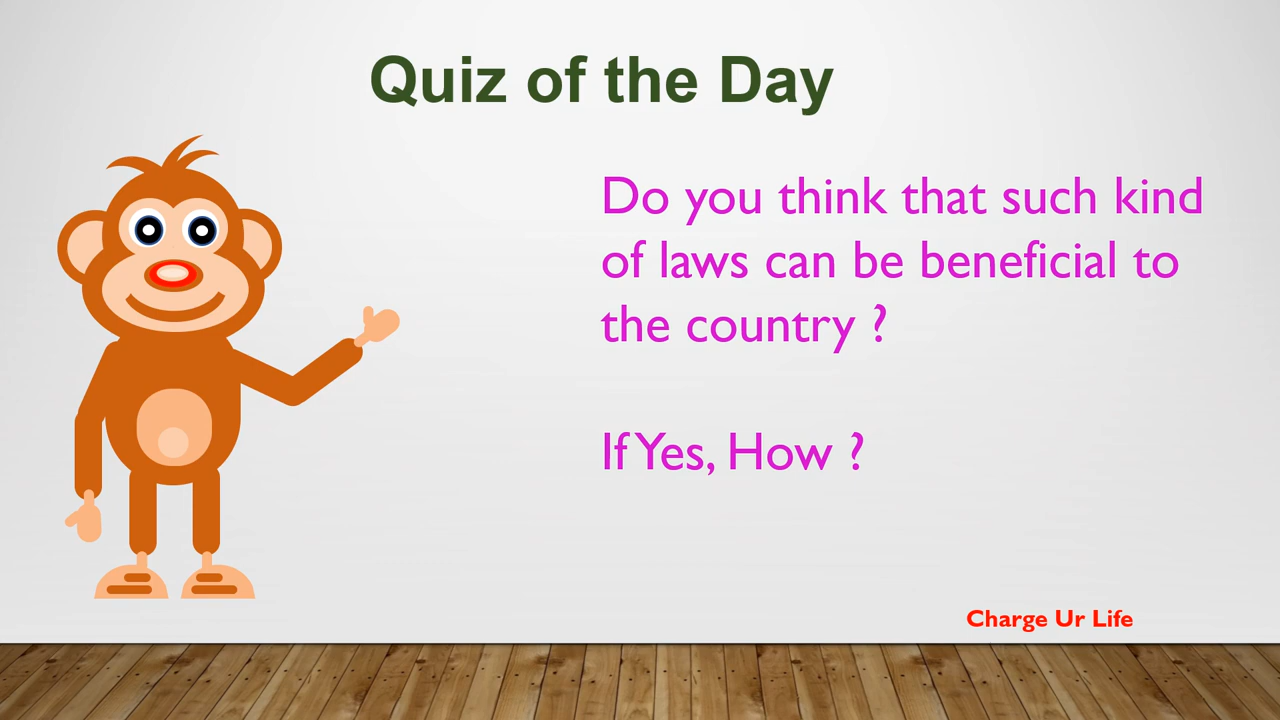 Quiz of the Day
Do you think that such kind
of laws can be beneficial to
the country ?
If Yes, How ?
Charge Ur Life